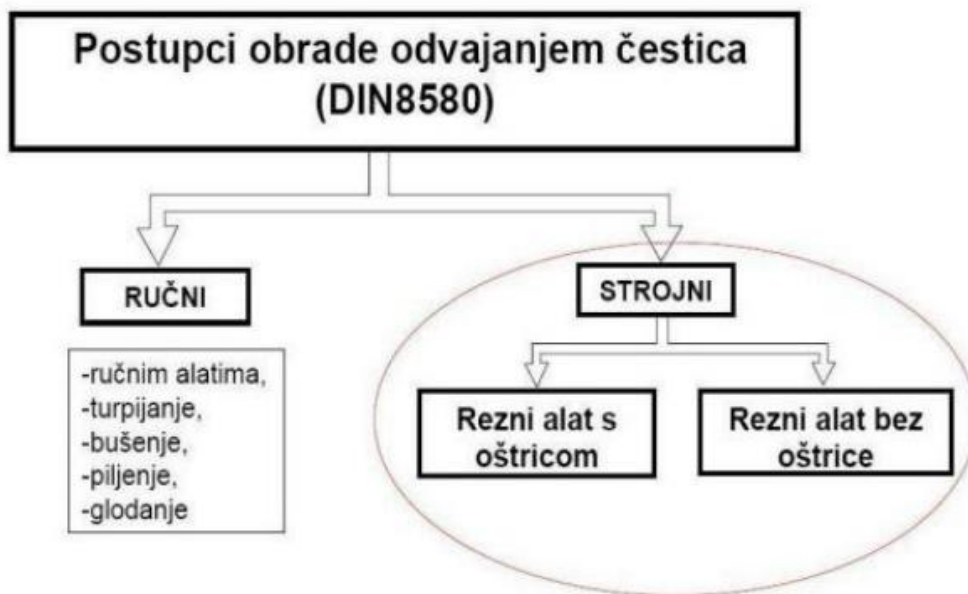 Postupci obrade odvajanjem čestica
(DIN8580)
RUČNI
-ručnim alatima,
-turpijanje,
-bušenje,
-piljenje,
-glodanje
STROJNI
Rezni alat s
oštricom
Rezni alat bez
oštrice